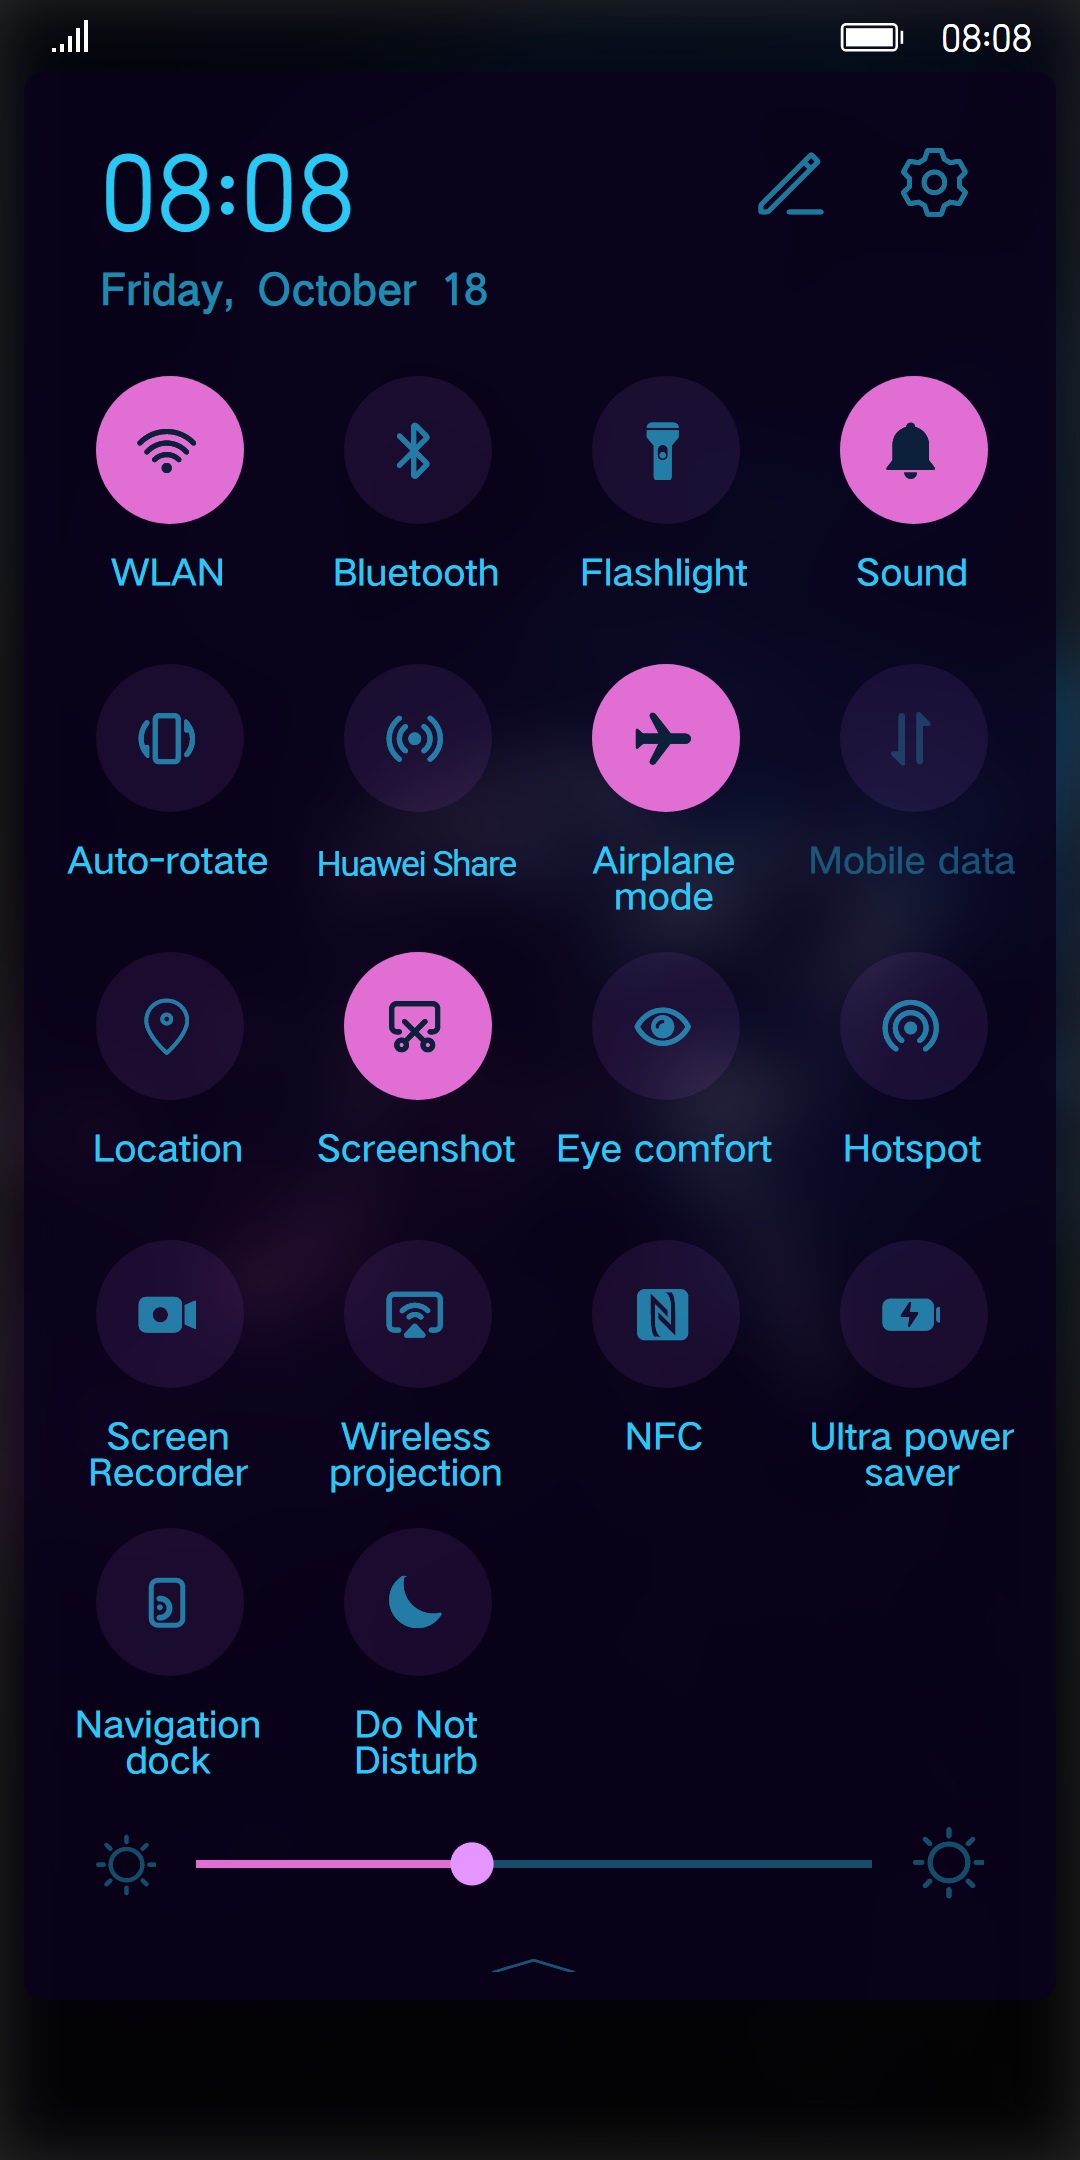 08:08
08:08
Friday, October 18
WLAN Bluetooth Flashlight Sound
Auto-rotate Huawei Share Airplane mode Mobile data
Location Screenshot Eye comfort Hotspot
Screen Recorder Wireless projection NFC Ultra power saver
Navigation dock Do Not Disturb